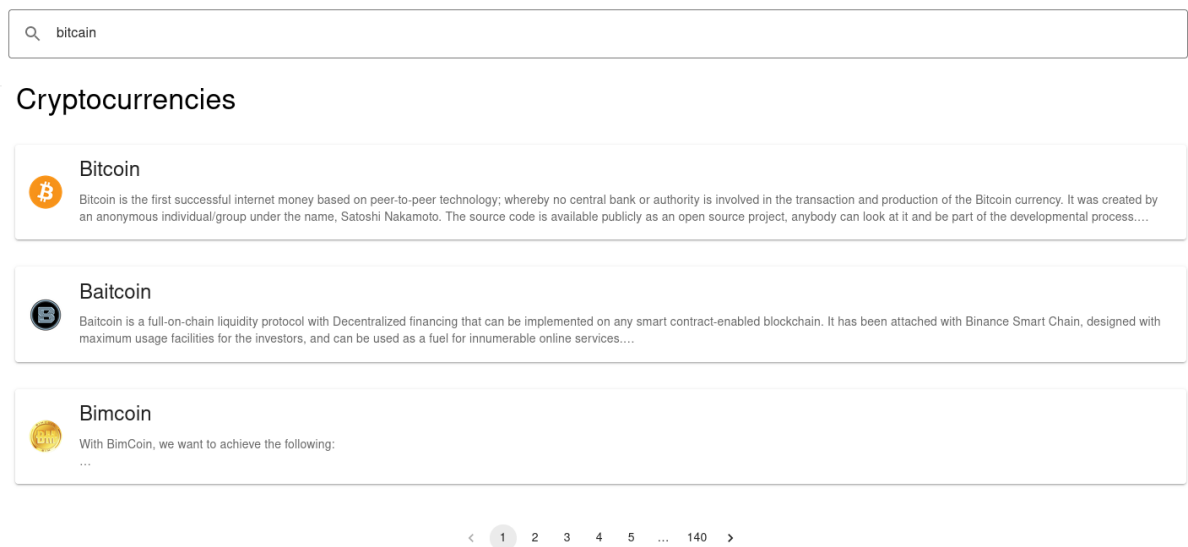 bitcain
Cryptocurrencies
Bitcoin
Bitcoin is the first successful internet money based on peer-to-peer technology; whereby no central bank or authority is involved in the transaction and production of the Bitcoin currency. It was created by
an anonymous individual/group under the name, Satoshi Nakamoto. The source code is available publicly as an open source project, anybody can look at it and be part of the developmental process....
Baitcoin
Baitcoin is a full-on-chain liquidity protocol with Decentralized financing that can be implemented on any smart contract-enabled blockchain. It has been attached with Binance Smart Chain, designed with
maximum usage facilities for the investors, and can be used as a fuel for innumerable online services....
Bimcoin
BM
With BimCoin, we want to achieve the following:
...
1 2 3 4 5 ... 140